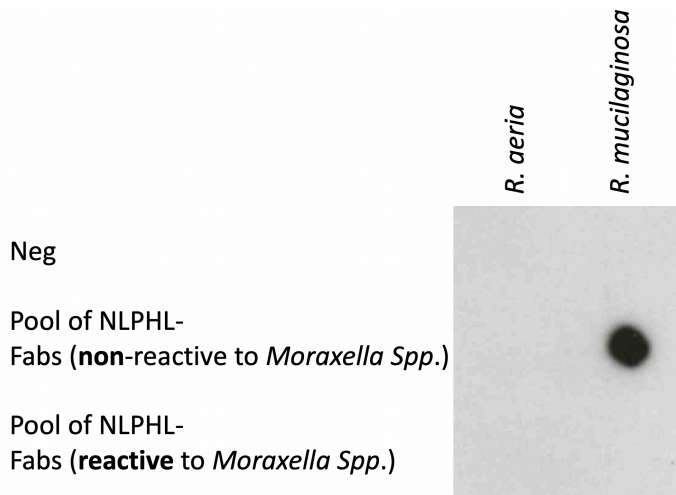 R. aeria
R. mucilaginosa
Neg
Pool of NLPHL-
Fabs (non-reactive to Moraxella Spp.)
Pool of NLPHL-
Fabs (reactive to Moraxella Spp.)